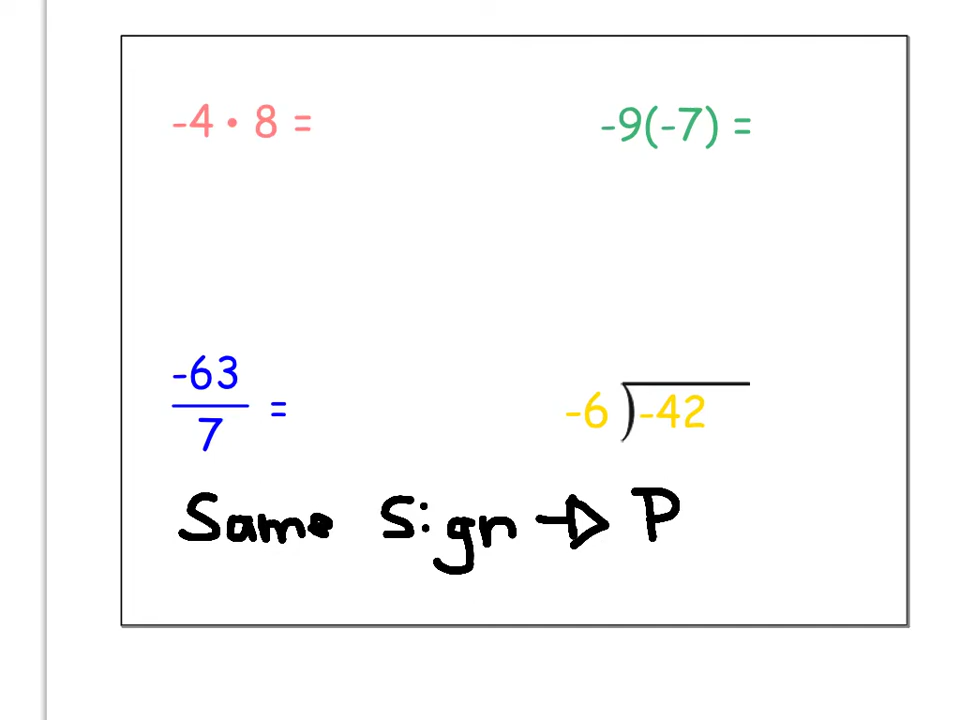 -4 • 8 =
-9(-7) =
-63
7
=
-6 ) -42
Same Sign → P